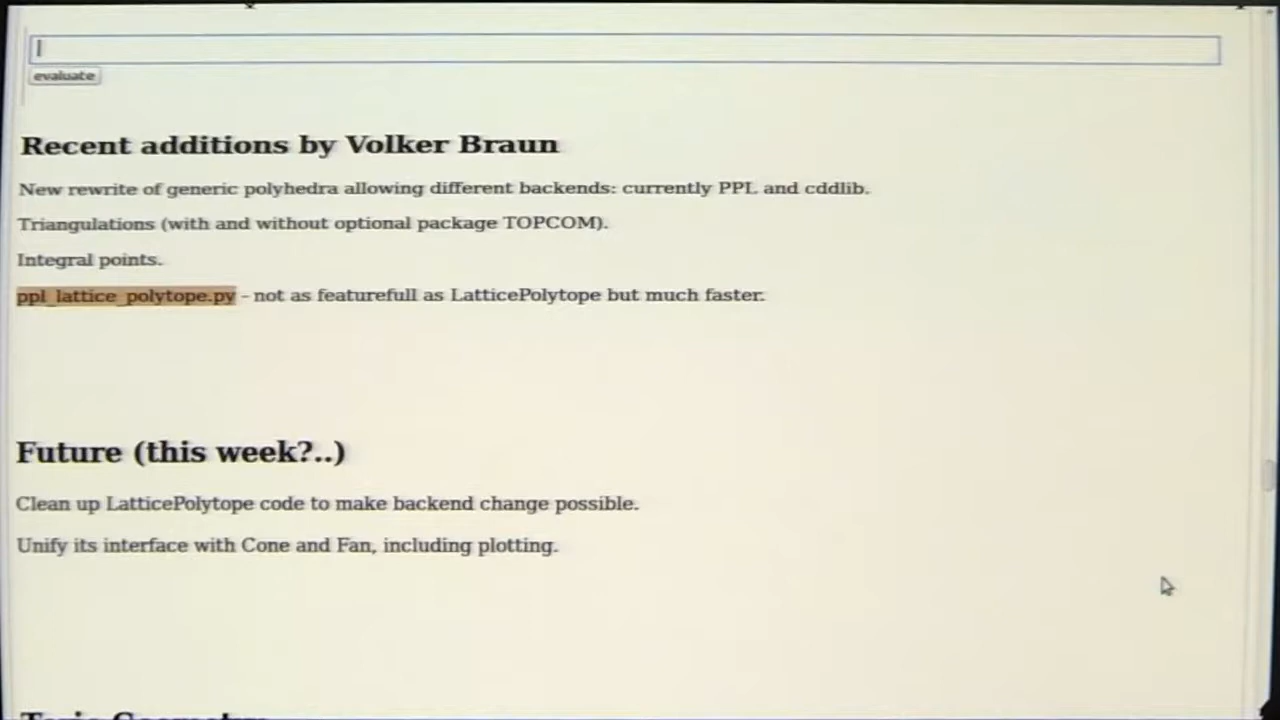 evaluate
Recent additions by Volker Braun
New rewrite of generic polyhedra allowing different backends: currently PPL and cddlib.
Triangulations (with and without optional package TOPCOM).
Integral points.
ppl_lattice_polytope.py - not as featurefull as LatticePolytope but much faster.
Future (this week?..)
Clean up LatticePolytope code to make backend change possible.
Unify its interface with Cone and Fan, including plotting.
Toric Geometry